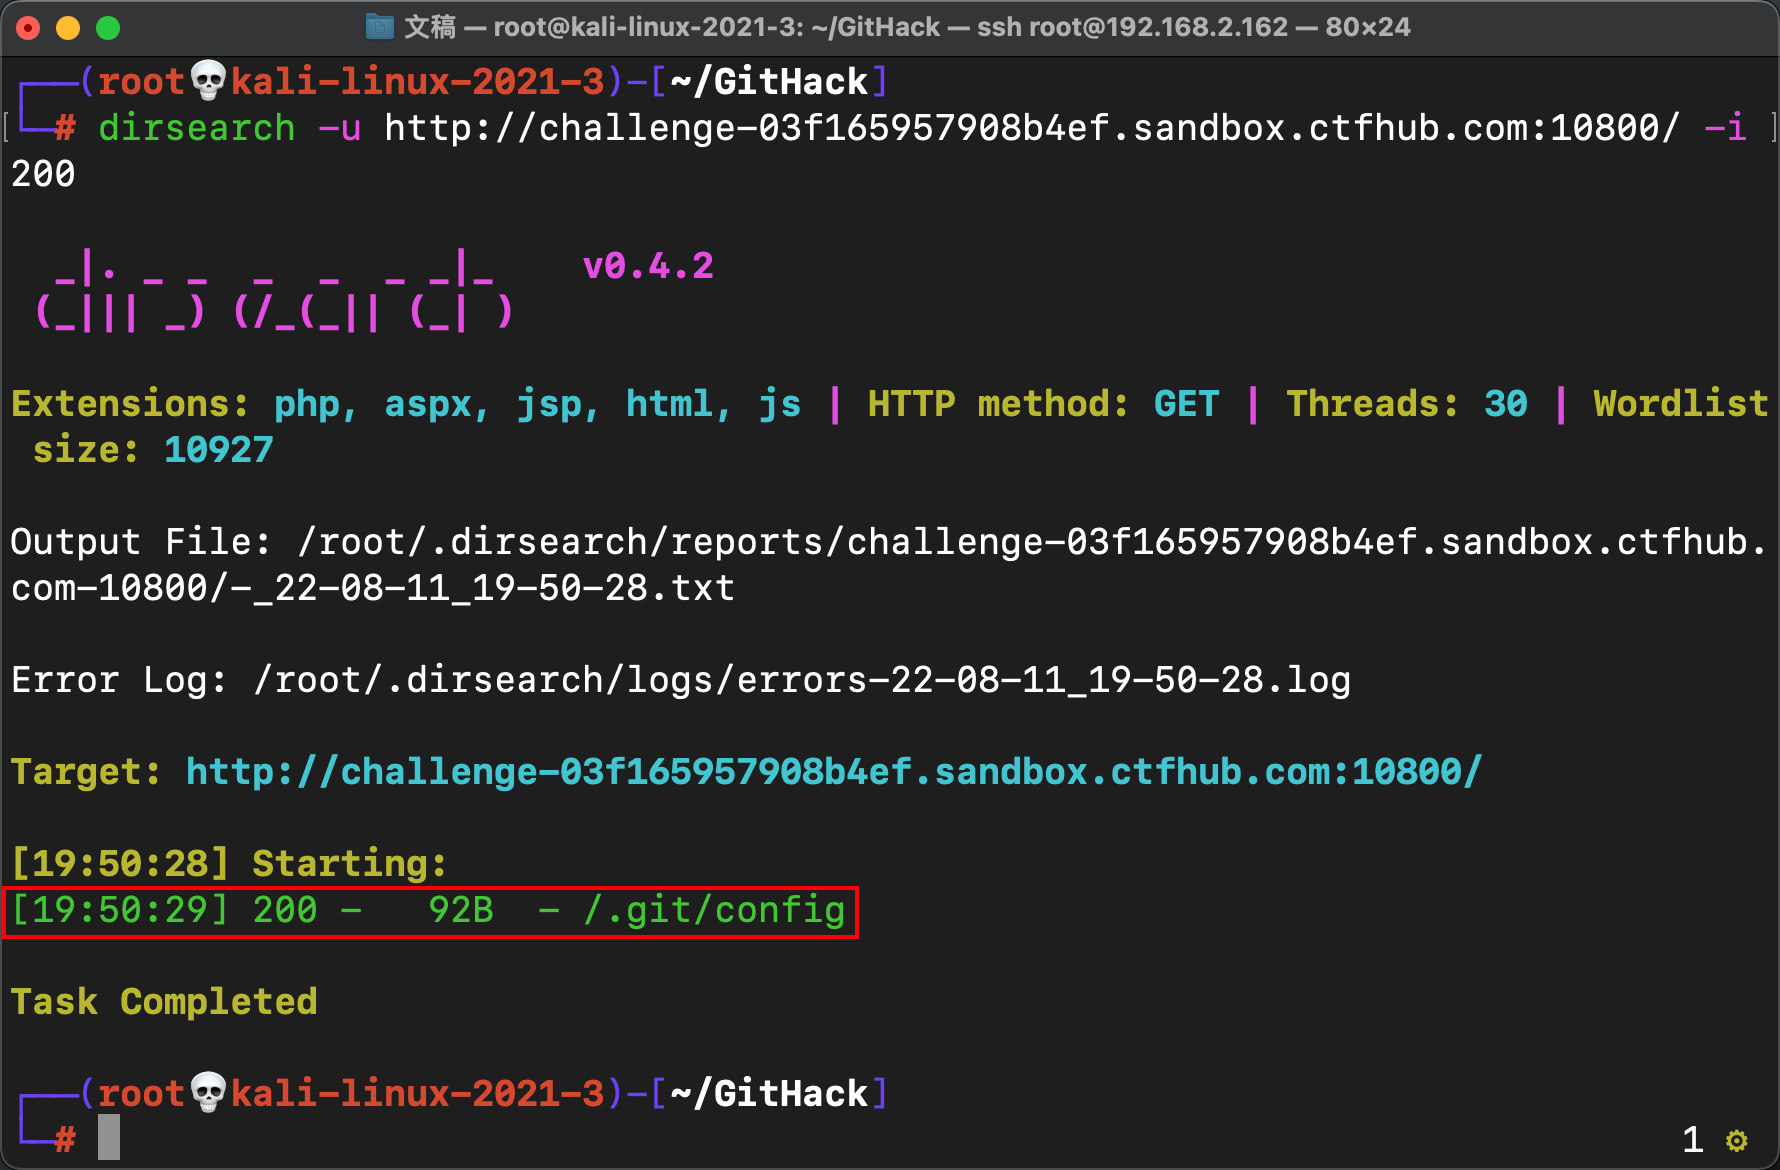 文稿 — root@kali-linux-2021-3: ~/GitHack — ssh root@192.168.2.162 — 80×24
┌──(root💀kali-linux-2021-3)-[~/GitHack]
└─# dirsearch -u http://challenge-03f165957908b4ef.sandbox.ctfhub.com:10800/ -i
200
  _|. _ _  _  _  _ _|_    v0.4.2
 (_||| _) (/_(_|| (_| )
Extensions: php, aspx, jsp, html, js | HTTP method: GET | Threads: 30 | Wordlist
 size: 10927
Output File: /root/.dirsearch/reports/challenge-03f165957908b4ef.sandbox.ctfhub.
com-10800/-_22-08-11_19-50-28.txt
Error Log: /root/.dirsearch/logs/errors-22-08-11_19-50-28.log
Target: http://challenge-03f165957908b4ef.sandbox.ctfhub.com:10800/
[19:50:28] Starting:
[19:50:29] 200 -   92B  - /.git/config
Task Completed
┌──(root💀kali-linux-2021-3)-[~/GitHack]
└─# 1 ⚙